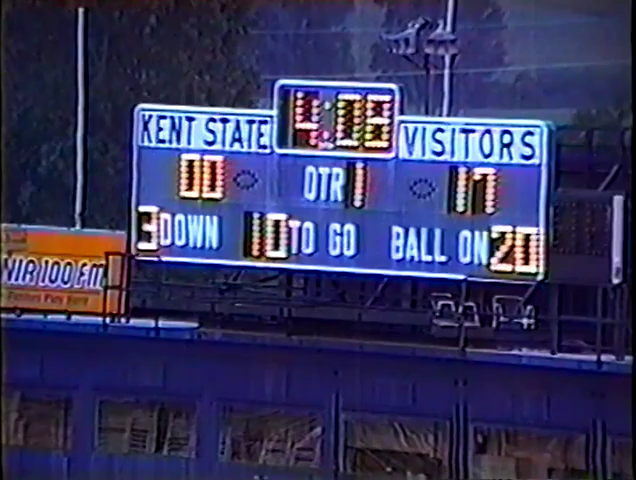 4:08
KENT STATE VISITORS
00 QTR 1 17
3 DOWN 10 TO GO BALL ON 20
WIR 100 FM